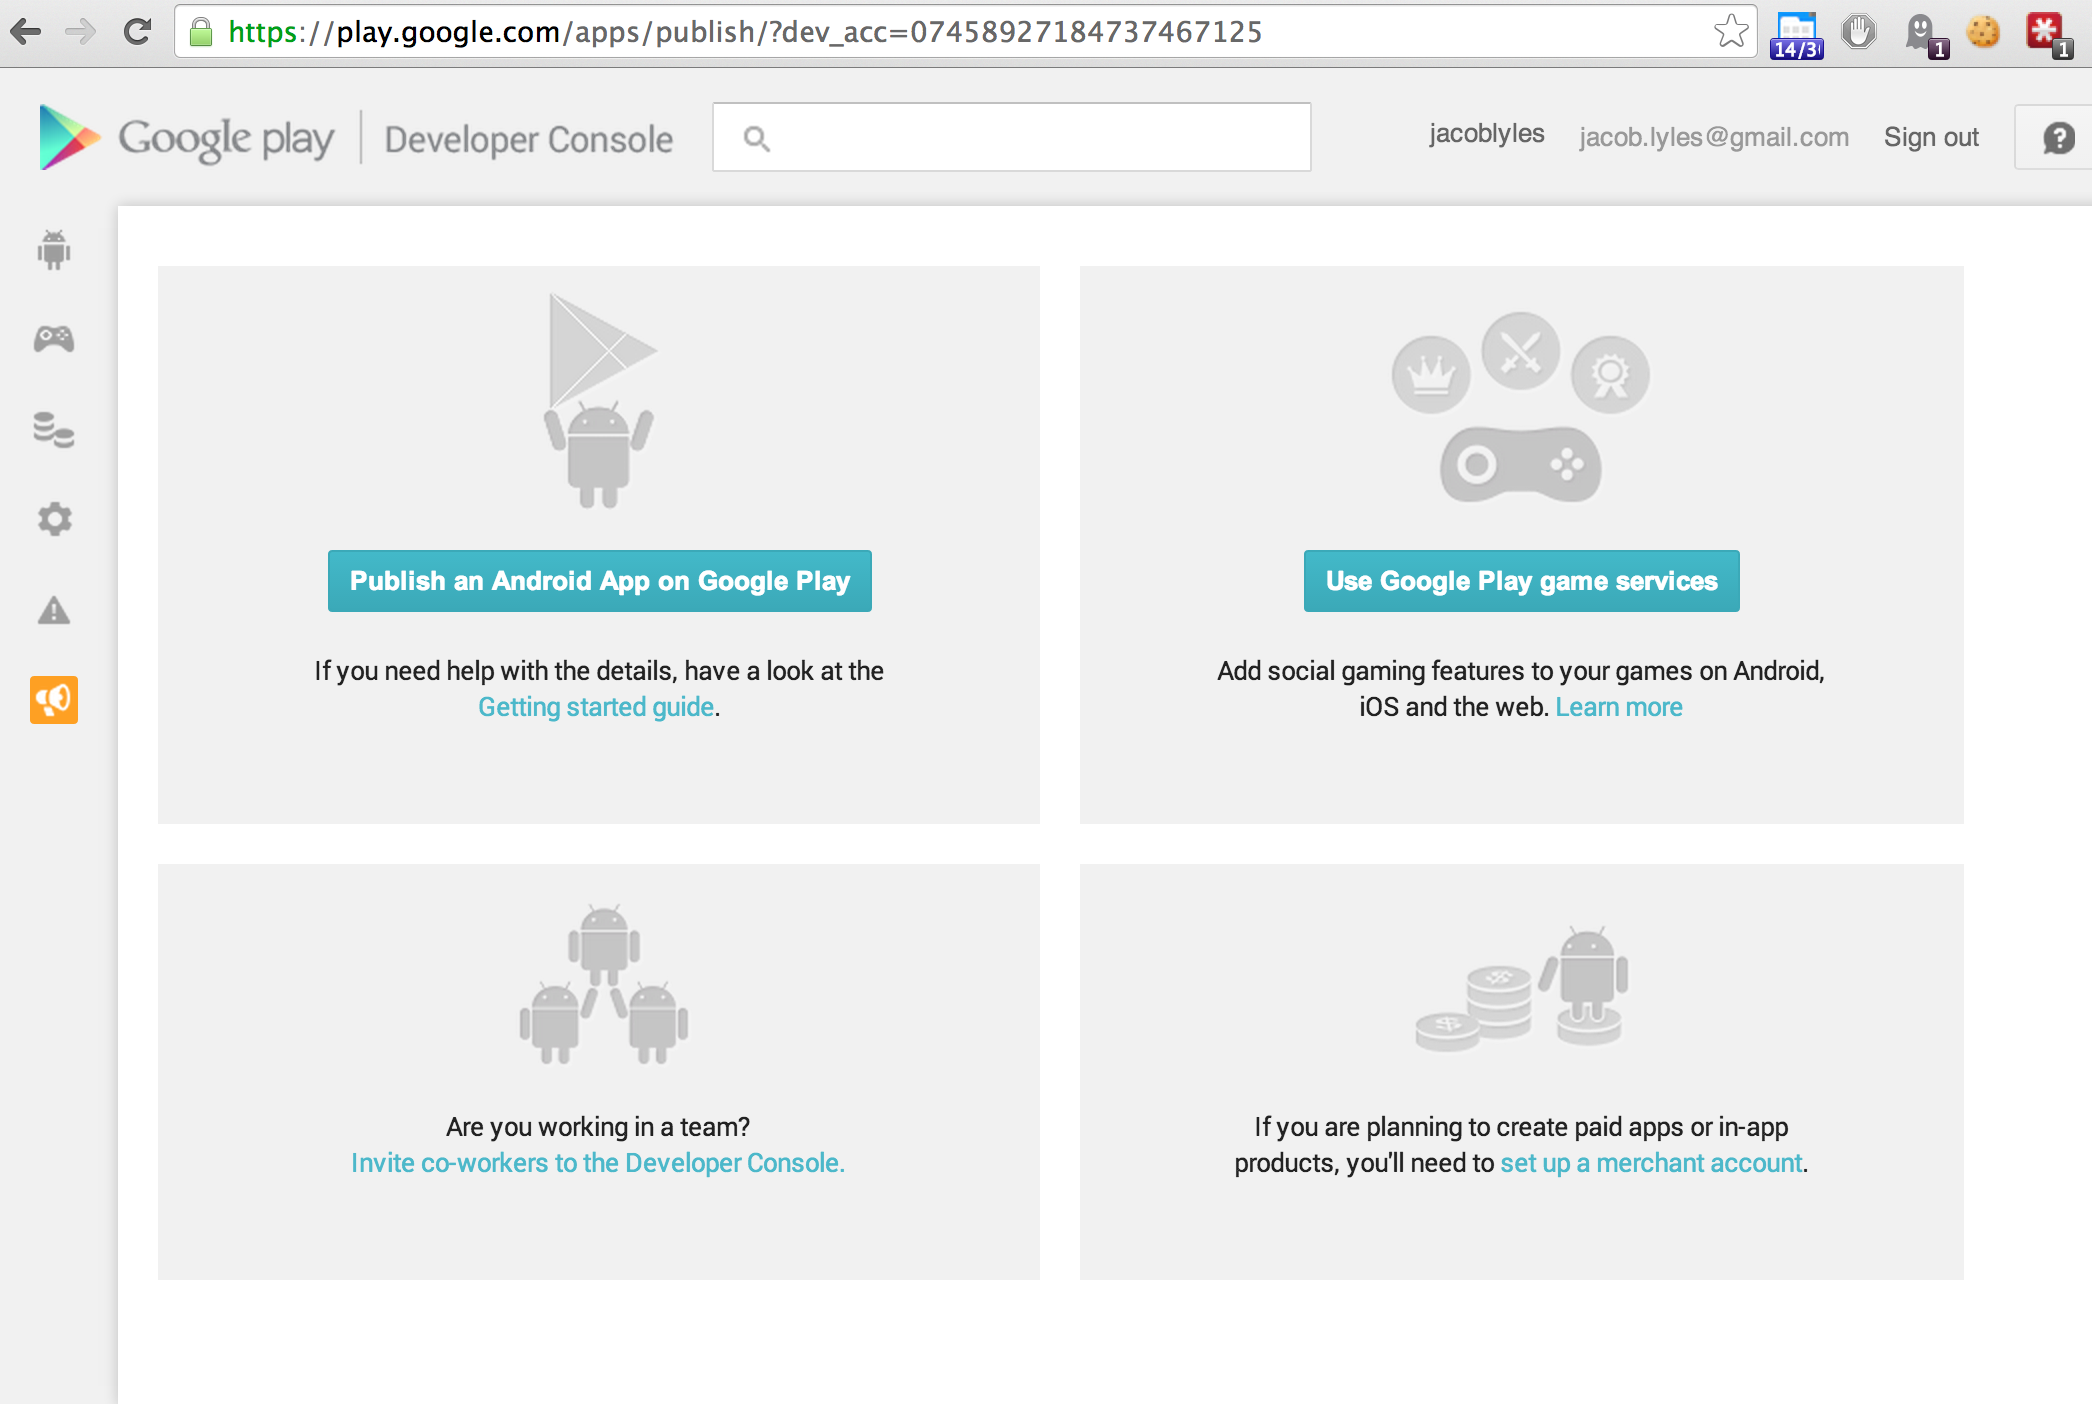 https://play.google.com/apps/publish/?dev_acc=07458927184737467125
14/3
1
1
Google play
Developer Console
jacoblyles
jacob.lyles@gmail.com
Sign out
?
Publish an Android App on Google Play
If you need help with the details, have a look at the
Getting started guide.
Use Google Play game services
Add social gaming features to your games on Android,
iOS and the web. Learn more
Are you working in a team?
Invite co-workers to the Developer Console.
If you are planning to create paid apps or in-app
products, you'll need to set up a merchant account.